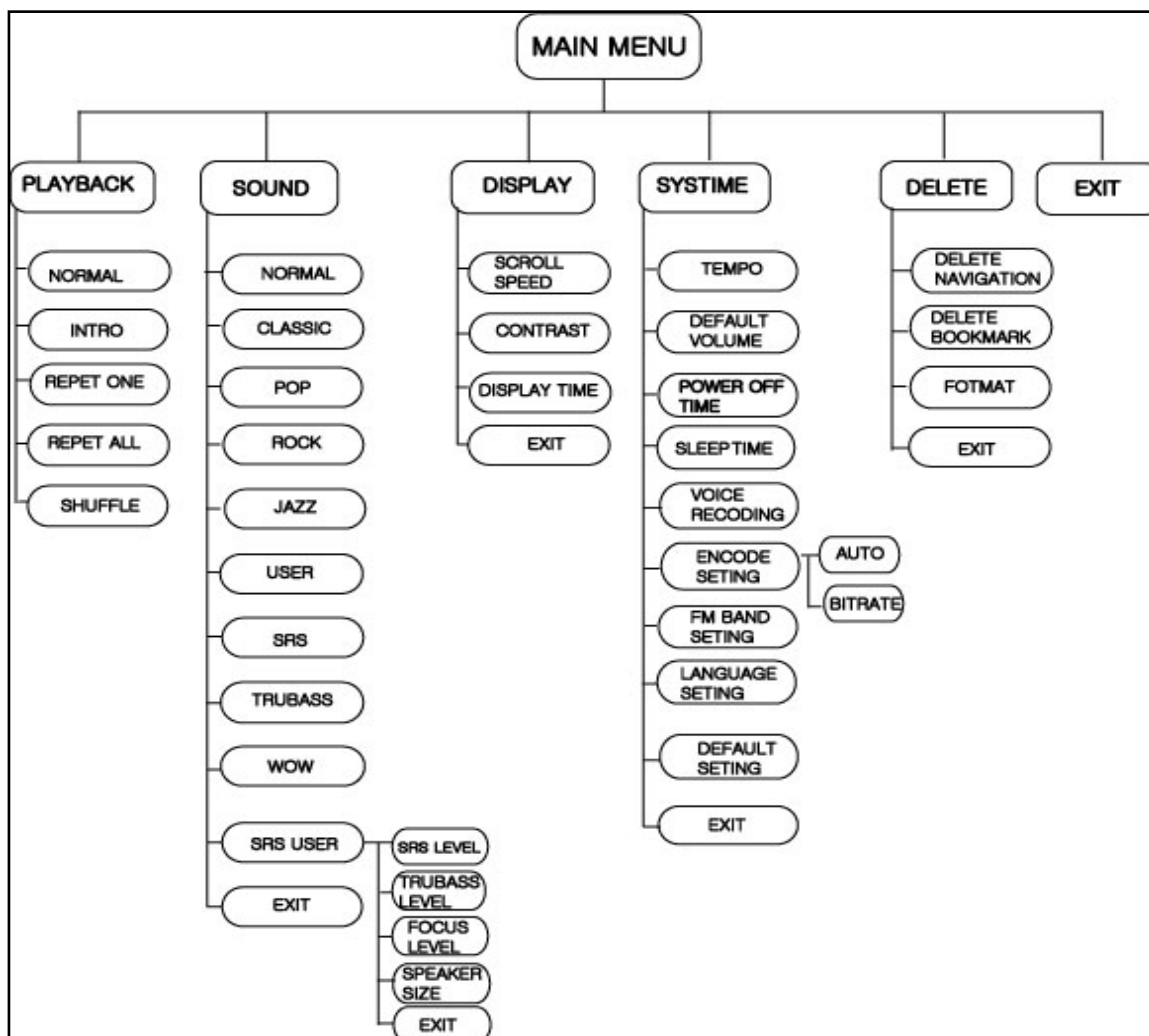 MAIN MENU
PLAYBACK
NORMAL
INTRO
REPET ONE
REPET ALL
SHUFFLE
SOUND
NORMAL
CLASSIC
POP
ROCK
JAZZ
USER
SRS
TRUBASS
WOW
SRS USER
SRS LEVEL
TRUBASS
LEVEL
FOCUS
LEVEL
SPEAKER
SIZE
EXIT
EXIT
DISPLAY
SCROLL
SPEED
CONTRAST
DISPLAY TIME
EXIT
SYSTIME
TEMPO
DEFAULT
VOLUME
POWER OFF
TIME
SLEEP TIME
VOICE
RECODING
ENCODE
SETING
AUTO
BITRATE
FM BAND
SETING
LANGUAGE
SETING
DEFAULT
SETING
EXIT
DELETE
DELETE
NAVIGATION
DELETE
BOOKMARK
FOTMAT
EXIT
EXIT